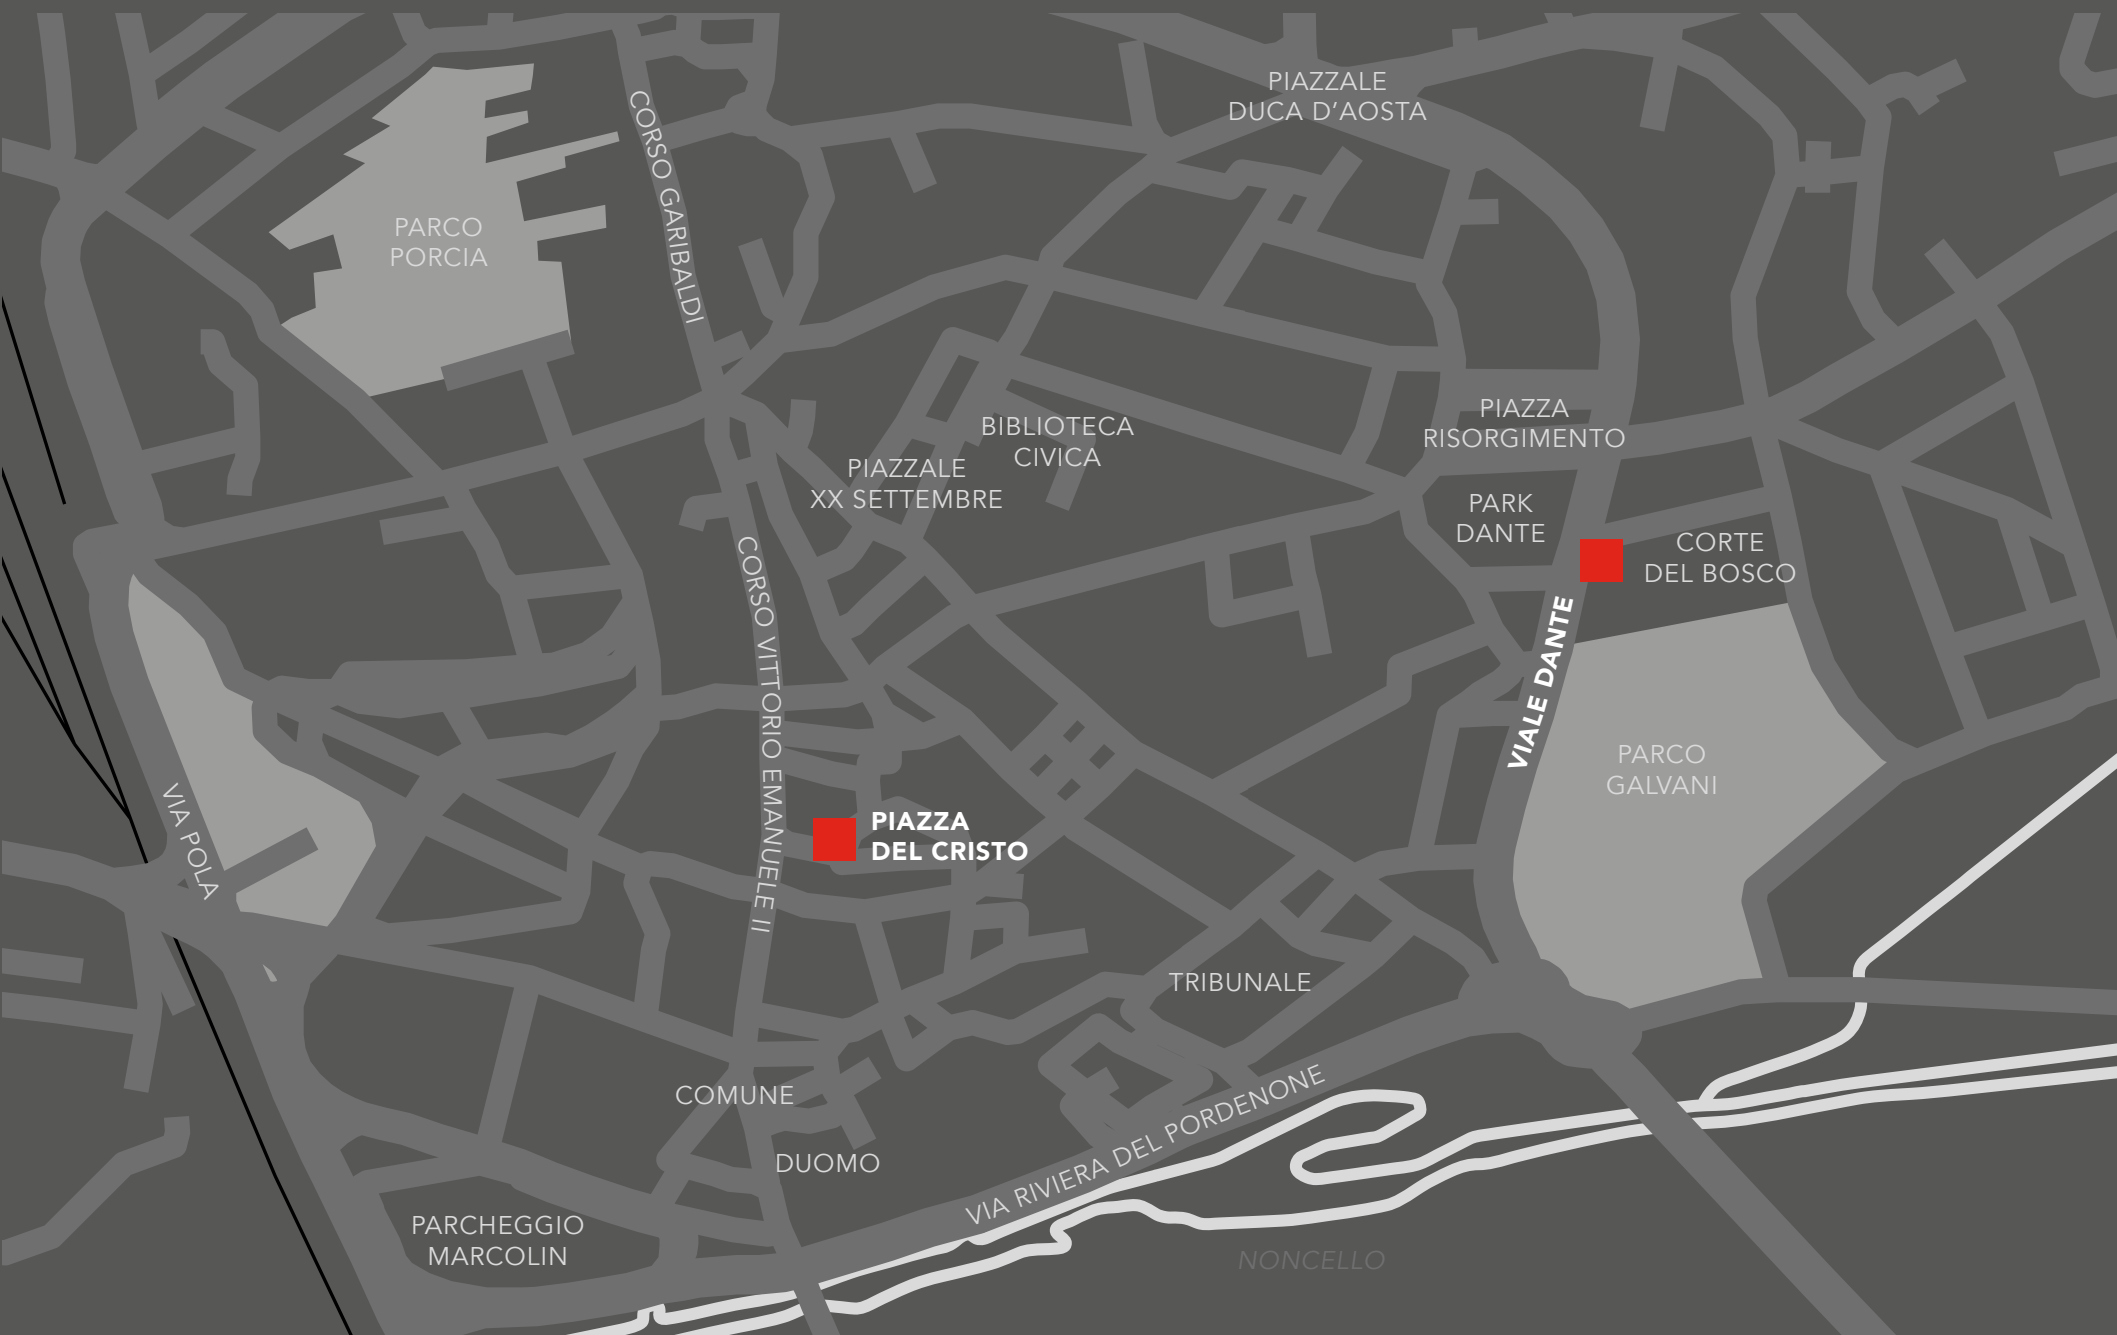 PIAZZALE
DUCA D'AOSTA
CORSO GARIBALDI
PARCO
PORCIA
PIAZZA
RISORGIMENTO
BIBLIOTECA
CIVICA
PIAZZALE
XX SETTEMBRE
PARK
DANTE
CORTE
DEL BOSCO
CORSO VITTORIO EMANUELE II
VIALE DANTE
PARCO
GALVANI
VIA POLA
PIAZZA
DEL CRISTO
TRIBUNALE
COMUNE
VIA RIVIERA DEL PORDENONE
DUOMO
PARCHEGGIO
MARCOLIN
NONCELLO